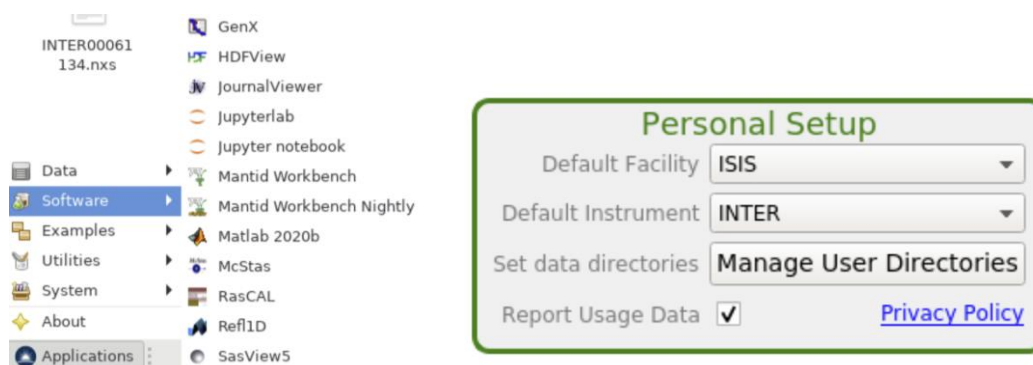 INTER00061
134.nxs
Data
Software
Examples
Utilities
System
About
Applications
GenX
HDFView
JournalViewer
Jupyterlab
Jupyter notebook
Mantid Workbench
Mantid Workbench Nightly
Matlab 2020b
McStas
RasCAL
Refl1D
SasView5
Personal Setup
Default Facility ISIS
Default Instrument INTER
Set data directories Manage User Directories
Report Usage Data Privacy Policy